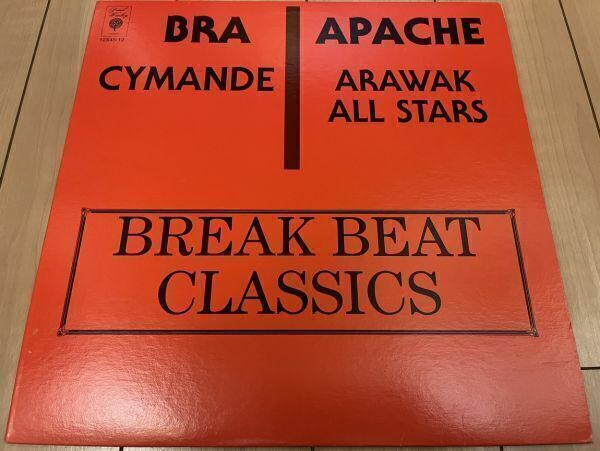 BRA
CYMANDE
APACHE
ARAWAK
ALL STARS
BREAK BEAT
CLASSICS